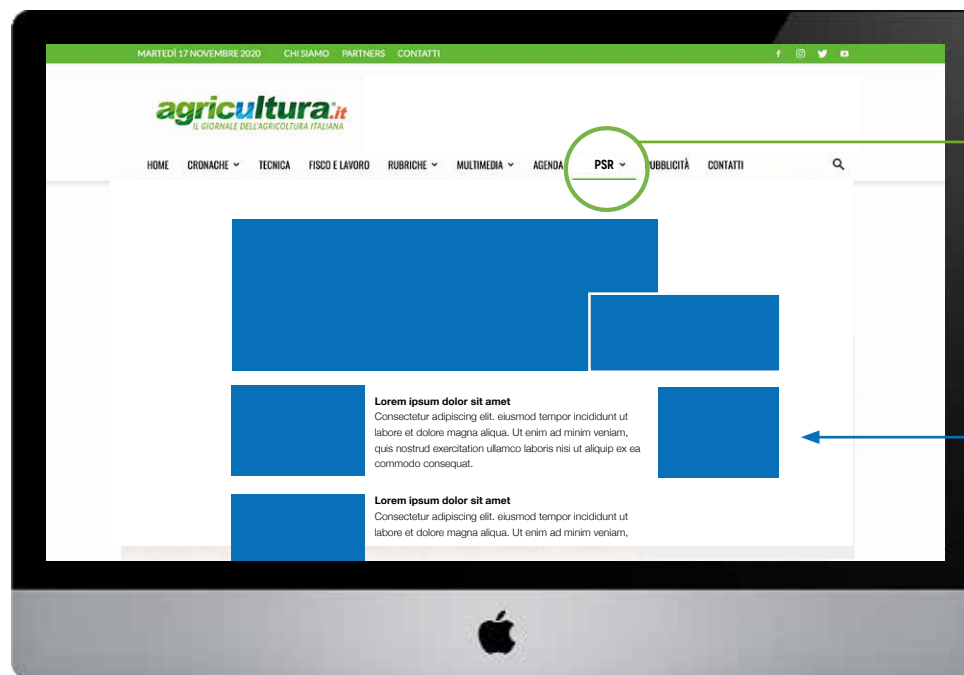 MARTEDÌ 17 NOVEMBRE 2020 CHI SIAMO PARTNERS CONTATTI
agricultura.it
IL GIORNALE DELL'AGRICOLTURA ITALIANA
HOME CRONACHE TECNICA FISCO E LAVORO RUBRICHE MULTIMEDIA AGENDA PSR PUBBLICITÀ CONTATTI
Lorem ipsum dolor sit amet
Consectetur adipiscing elit. eiusmod tempor incididunt ut
labore et dolore magna aliqua. Ut enim ad minim veniam,
quis nostrud exercitation ullamco laboris nisi ut aliquip ex ea
commodo consequat.
Lorem ipsum dolor sit amet
Consectetur adipiscing elit. eiusmod tempor incididunt ut
labore et dolore magna aliqua. Ut enim ad minim veniam,